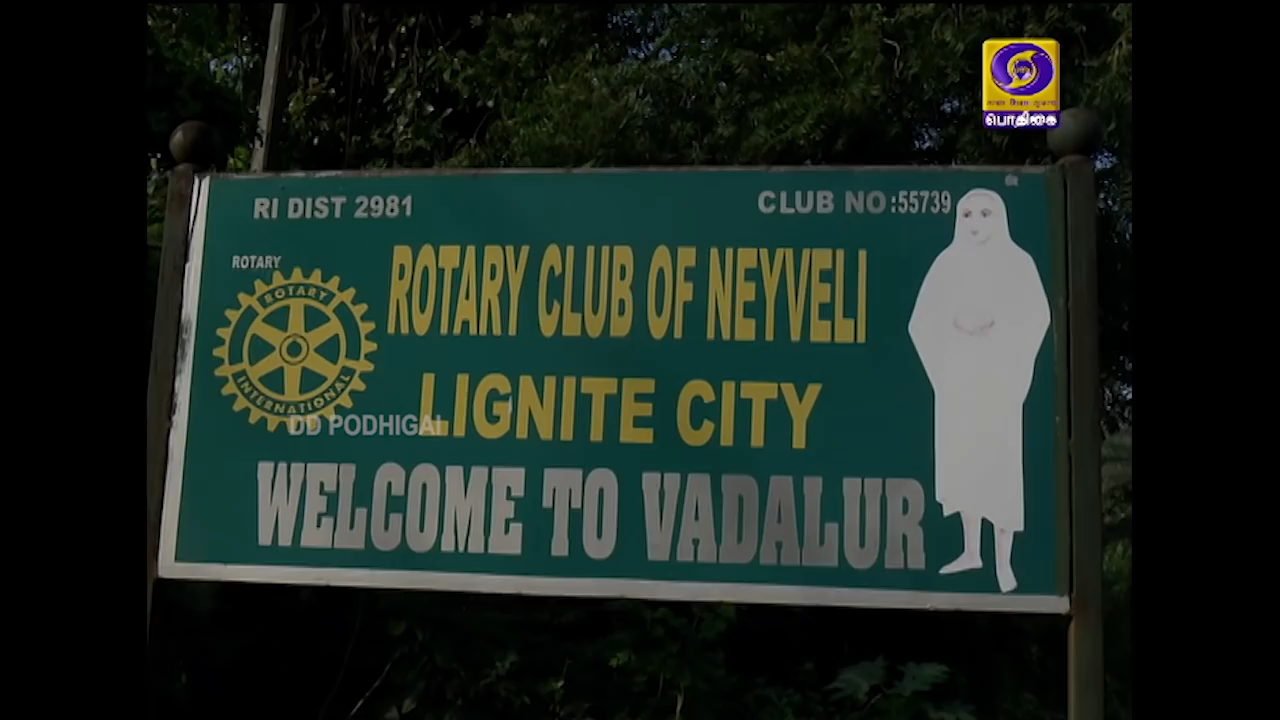 பொதிகை
RI DIST 2981
CLUB NO:55739
ROTARY
ROTARY
INTERNATIONAL
ROTARY CLUB OF NEYVELI
LIGNITE CITY
DD PODHIGAI
WELCOME TO VADALUR